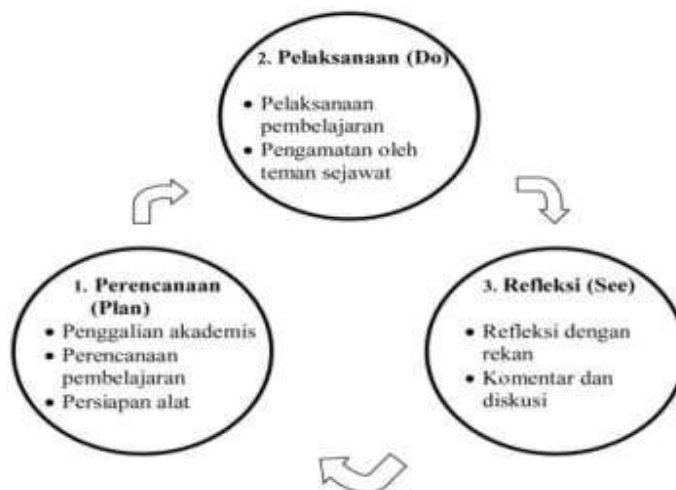 2. Pelaksanaan (Do)
• Pelaksanaan
pembelajaran
• Pengamatan oleh
teman sejawat
1. Perencanaan
(Plan)
• Penggalian akademis
• Perencanaan
pembelajaran
• Persiapan alat
3. Refleksi (See)
• Refleksi dengan
rekan
• Komentar dan
diskusi